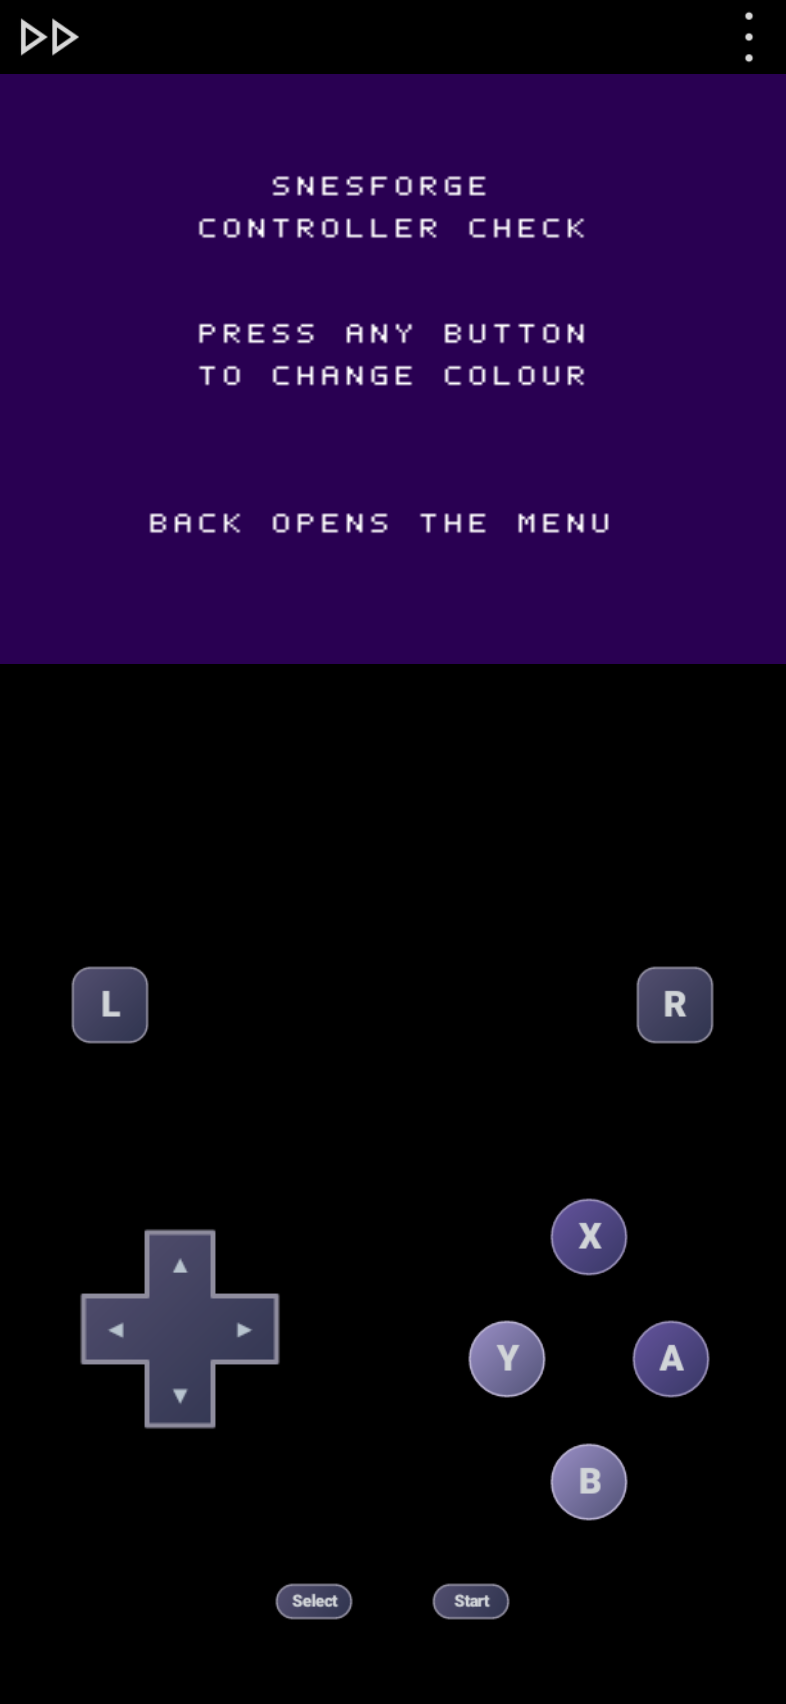 SNESFORGE
CONTROLLER CHECK
PRESS ANY BUTTON
TO CHANGE COLOUR
BACK OPENS THE MENU
L
R
X
Y
A
B
Select
Start